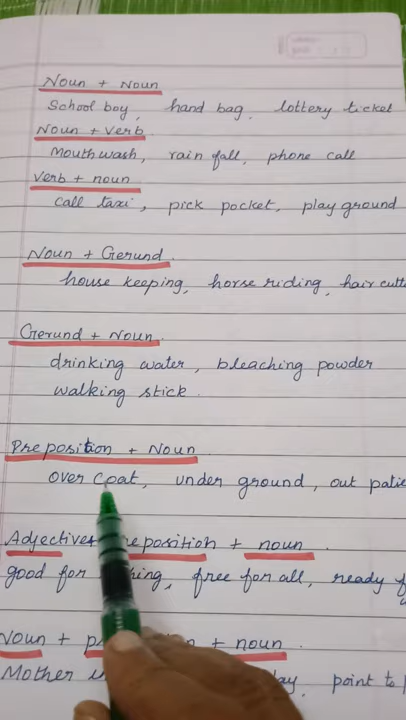 Noun + Noun
School boy, hand bag, lottery ticket
Noun + Verb
Mouth wash, rain fall, phone call
Verb + noun
Call taxi, pick pocket, play ground
Noun + Gerund
house keeping, horse riding, hair
Gerund + Noun
drinking water, bleaching powder
walking stick.
Preposition + Noun
Over coat, under ground, out
Adjective + + noun.
good for free for all, ready
Noun + + noun.
Mother point to